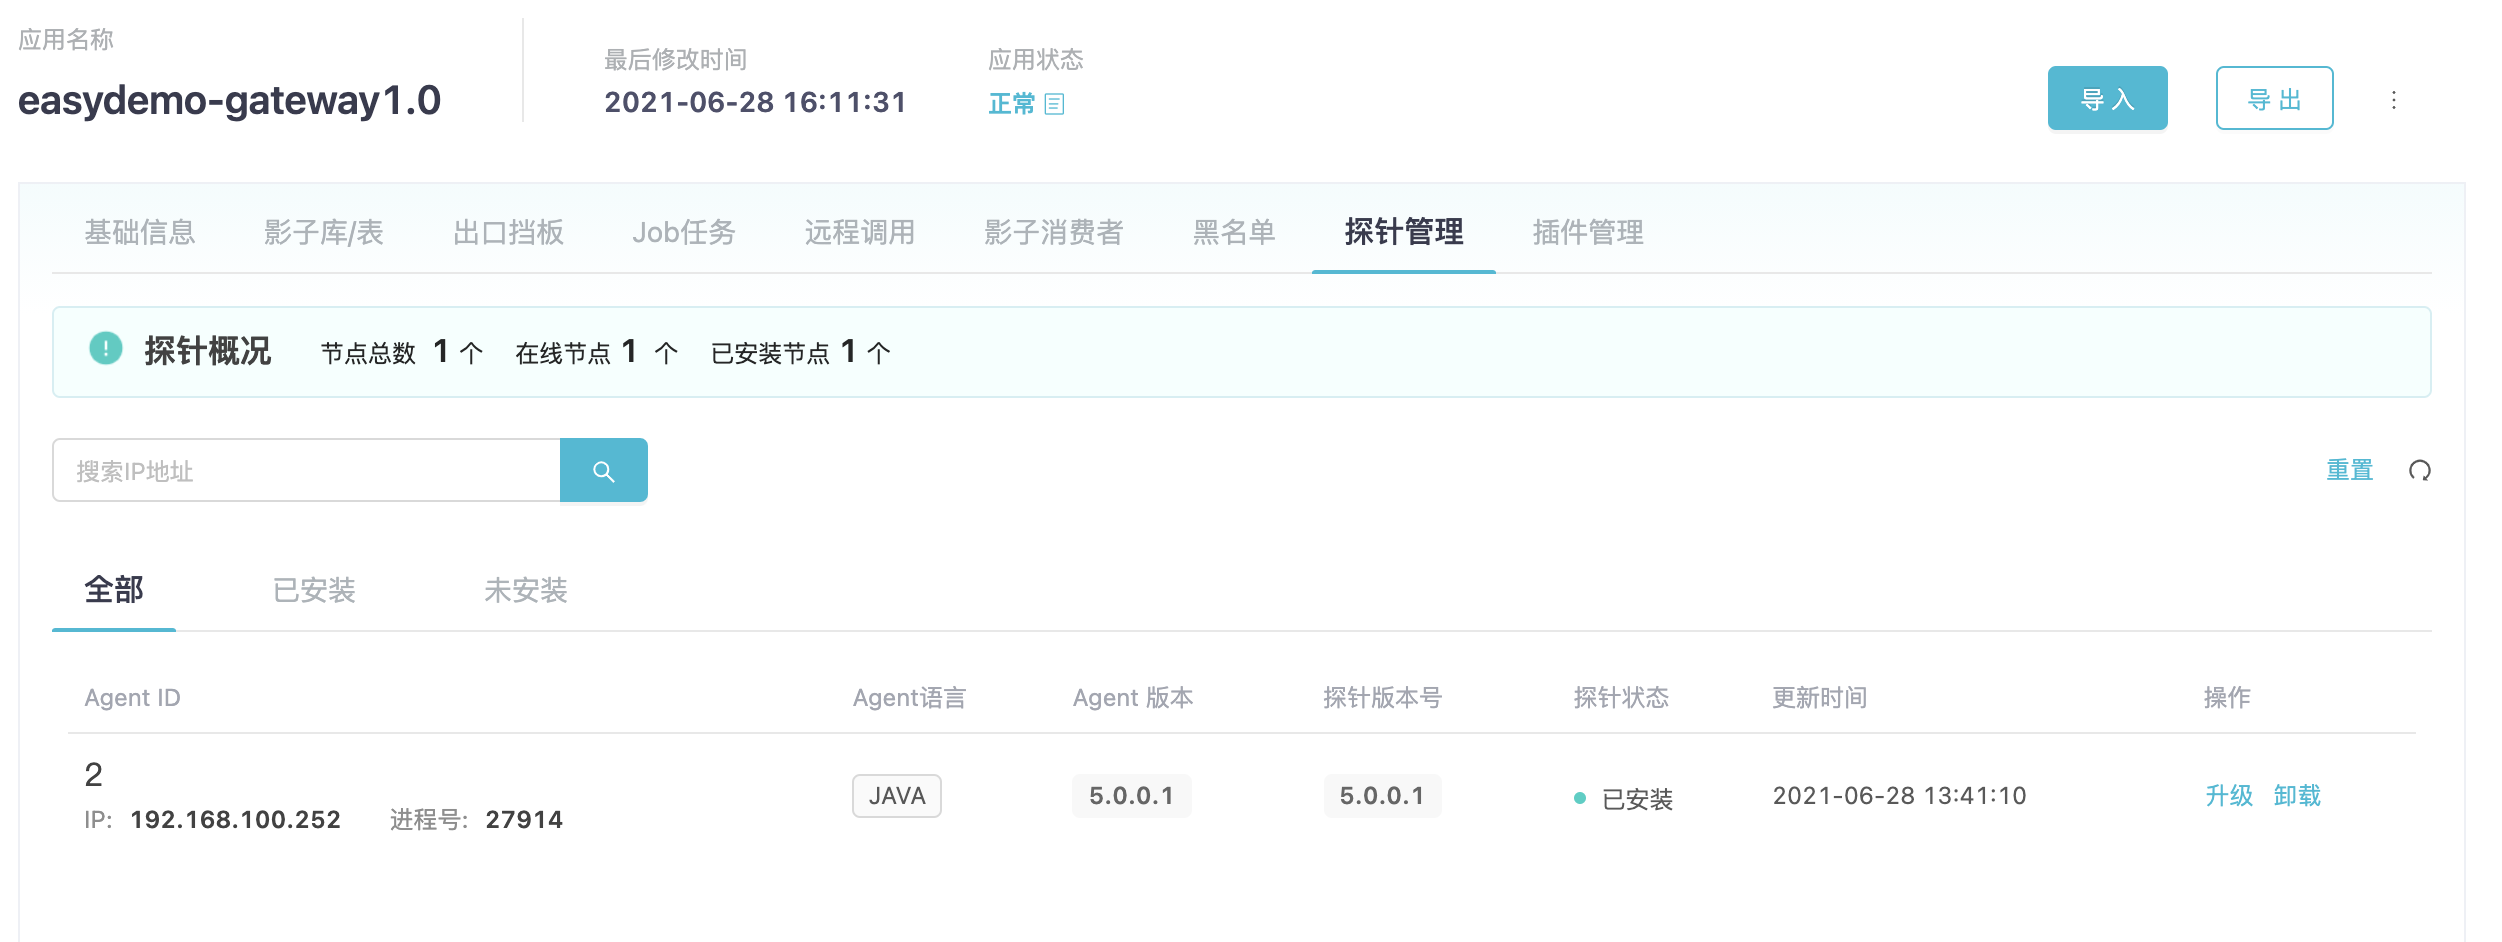 应用名称
easydemo-gateway1.0
最后修改时间
2021-06-28 16:11:31
应用状态
正常
导入
导出
基础信息 影子库/表 出口挡板 Job任务 远程调用 影子消费者 黑名单 探针管理 插件管理
探针概况 节点总数 1 个 在线节点 1 个 已安装节点 1 个
搜索IP地址
重置
全部 已安装 未安装
Agent ID Agent语言 Agent 版本 探针版本号 探针状态 更新时间 操作
2
IP: 192.168.100.252 进程号: 27914
JAVA 5.0.0.1 5.0.0.1 已安装 2021-06-28 13:41:10 升级 卸载